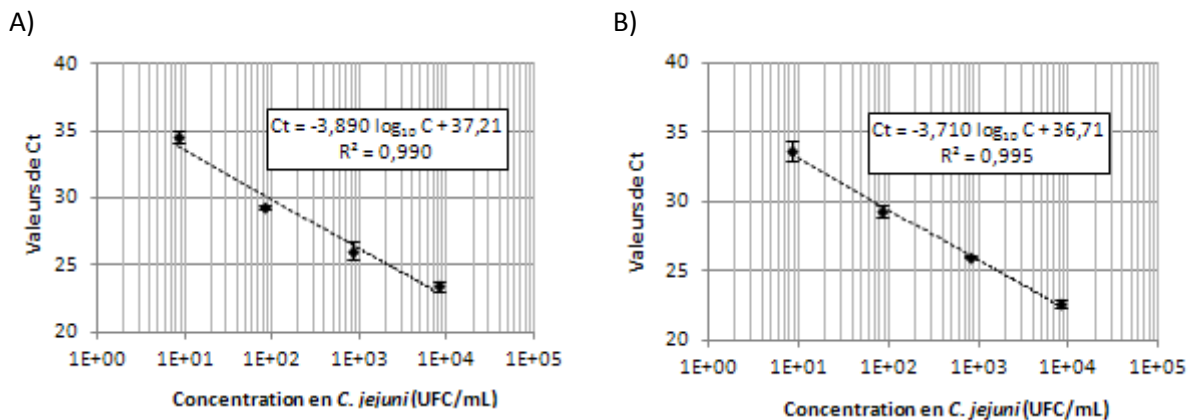 A)
40
35
30
25
20
Valeurs de Ct
Ct = -3,890 log₁₀ C + 37,21
R² = 0,990
1E+00 1E+01 1E+02 1E+03 1E+04 1E+05
Concentration en C. jejuni (UFC/mL)
B)
40
35
30
25
20
Valeurs de Ct
Ct = -3,710 log₁₀ C + 36,71
R² = 0,995
1E+00 1E+01 1E+02 1E+03 1E+04 1E+05
Concentration en C. jejuni (UFC/mL)